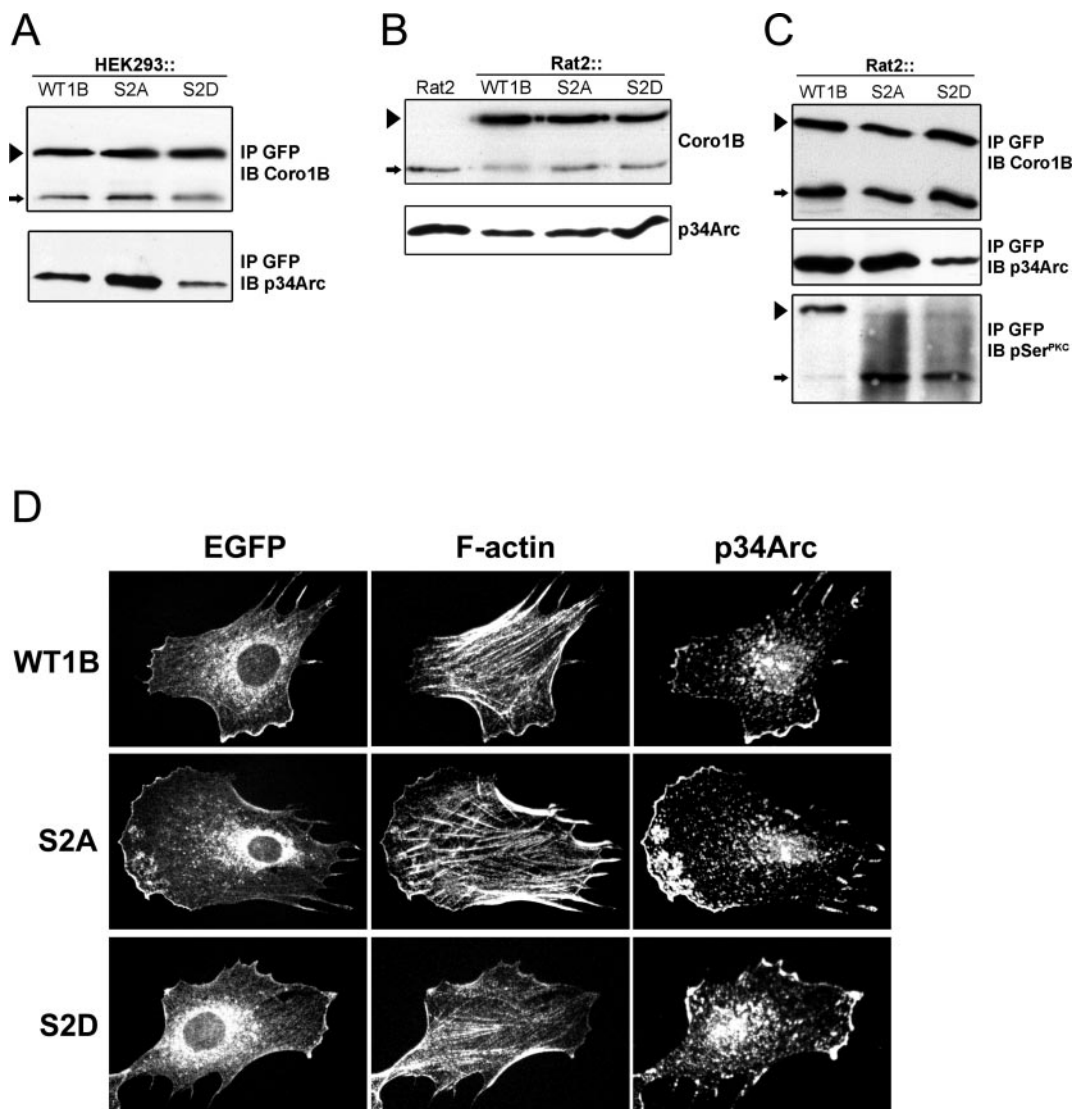 A
HEK293::
WT1B S2A S2D
IP GFP
IB Coro1B
IP GFP
IB p34Arc
B
Rat2::
Rat2 WT1B S2A S2D
Coro1B
p34Arc
C
Rat2::
WT1B S2A S2D
IP GFP
IB Coro1B
IP GFP
IB p34Arc
IP GFP
IB pSerPKC
D
EGFP F-actin p34Arc
WT1B
S2A
S2D